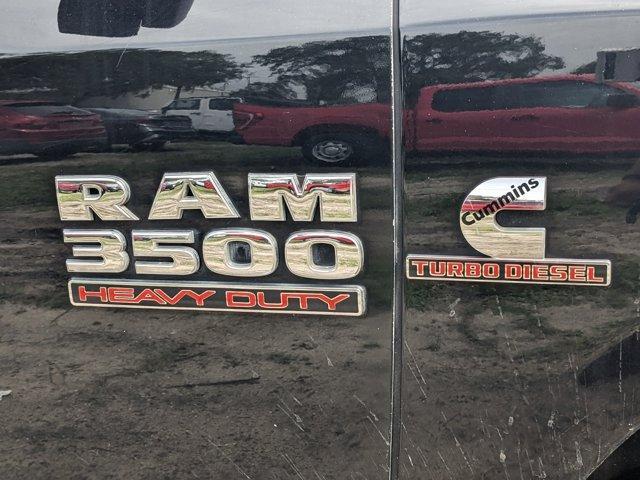 RAM
3500
HEAVY DUTY
Cummins
TURBO DIESEL